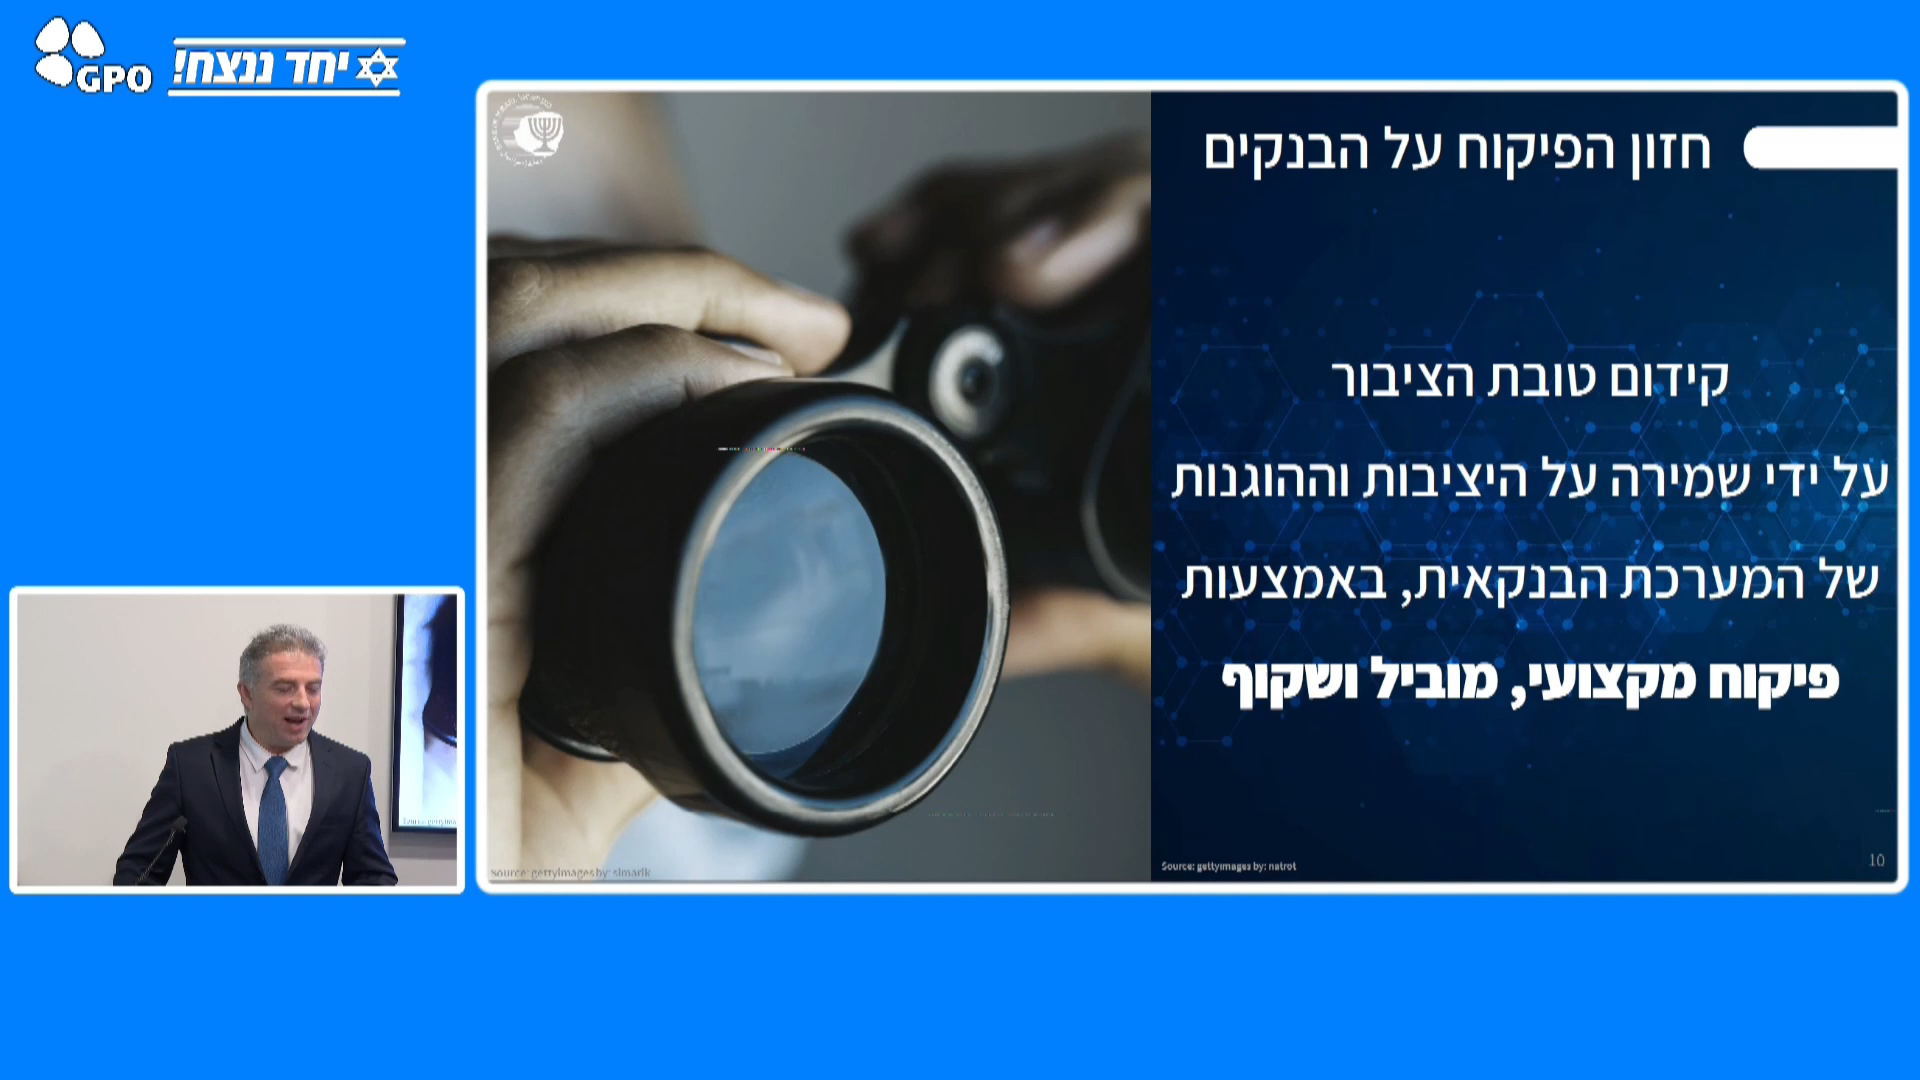 GPO
יחד ננצח!
חזון הפיקוח על הבנקים
קידום טובת הציבור
על ידי שמירה על היציבות וההוגנות
של המערכת הבנקאית, באמצעות
פיקוח מקצועי, מוביל ושקוף
Source: gettyimages by: simarik
Source: gettyimages by: natrot
10